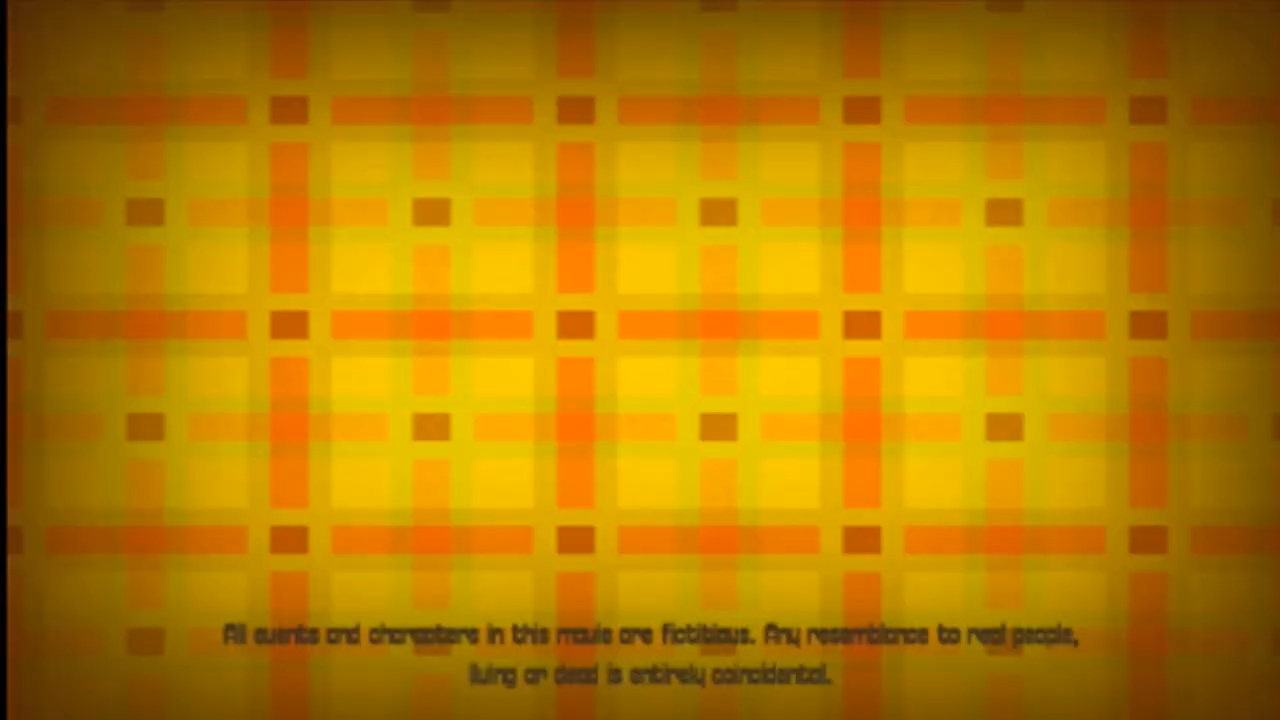 All events and characters in this movie are fictitious. Any resemblance to real people,
living or dead is entirely coincidental.